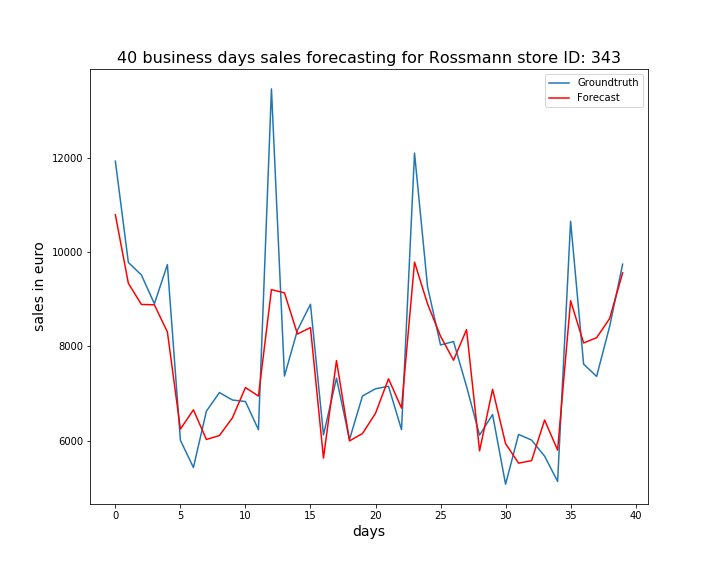 40 business days sales forecasting for Rossmann store ID: 343
Groundtruth
Forecast
sales in euro
12000
10000
8000
6000
0 5 10 15 20 25 30 35 40
days